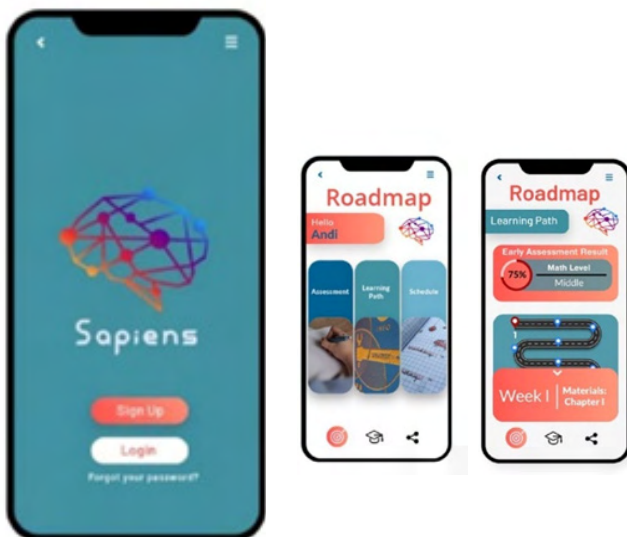 Sapiens
Sign Up
Login
Forgot your password?
Roadmap
Hello
Andi
Assessment
Learning
Path
Schedule
Roadmap
Learning Path
Early Assessment Result
75%
Math Level
Middle
1
Week I
Materials:
Chapter I